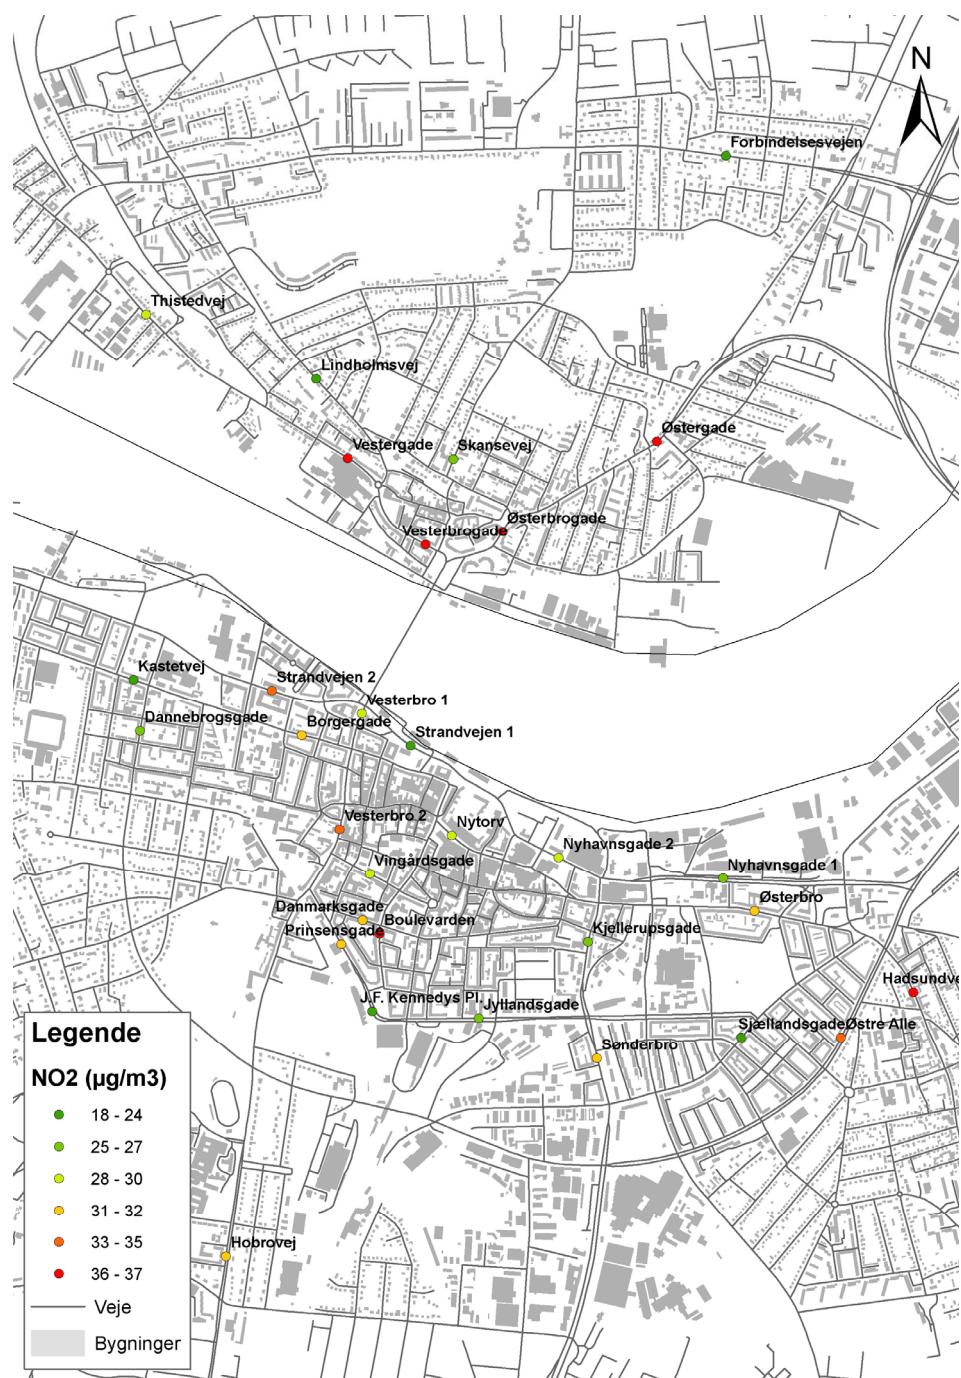 N
Forbindelsesvejen
Thistedvej
Lindholmsvej
Østergade
Vestergade
Skansevej
Østerbrogade
Vesterbrogade
Kastetvej
Strandvejen 2
Vesterbro 1
Dannebrogsgade
Borgergade
Strandvejen 1
Vesterbro 2
Nytorv
Nyhavnsgade 2
Vingårdsgade
Nyhavnsgade 1
Østerbro
Danmarksgade
Boulevarden
Prinsensgade
Kjellerupsgade
Hadsundve
J.F. Kennedys Pl.
Jyllandsgade
Sjællandsgade
Østre Alle
Sønderbro
Hobrovej
Legende
NO2 (µg/m3)
18 - 24
25 - 27
28 - 30
31 - 32
33 - 35
36 - 37
Veje
Bygninger